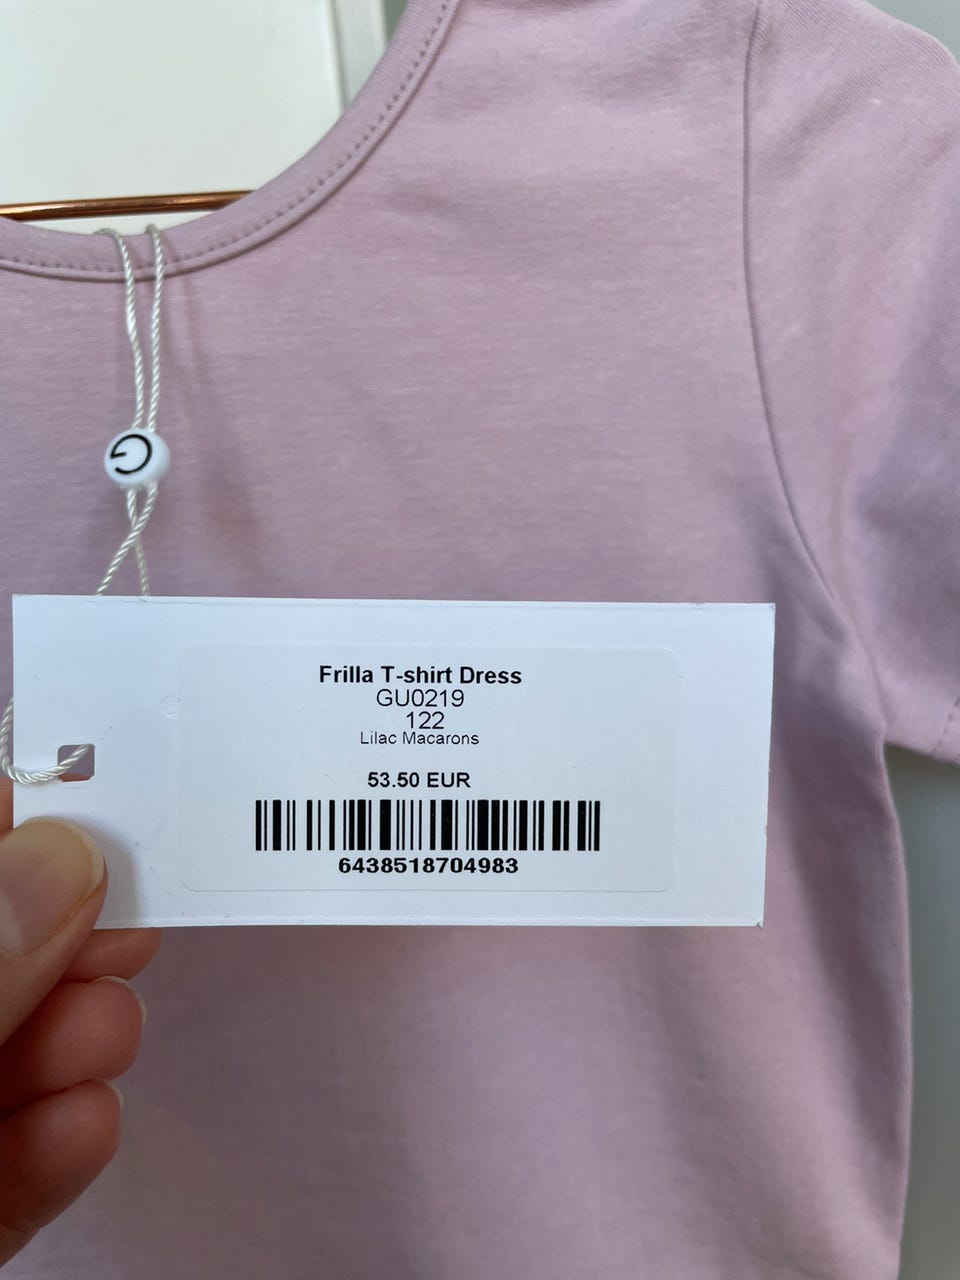 G
Frilla T-shirt Dress
GU0219
122
Lilac Macarons
53.50 EUR
6438518704983